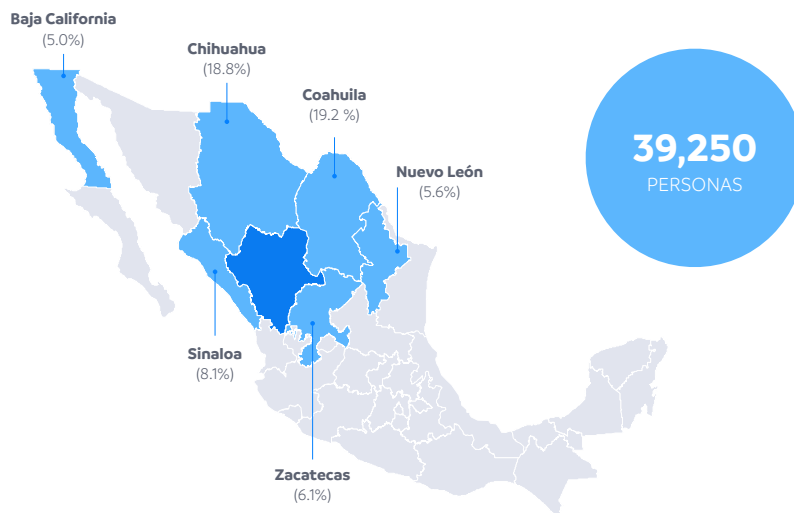 Baja California
(5.0%)
Chihuahua
(18.8%)
Coahuila
(19.2 %)
Nuevo León
(5.6%)
39,250
PERSONAS
Sinaloa
(8.1%)
Zacatecas
(6.1%)